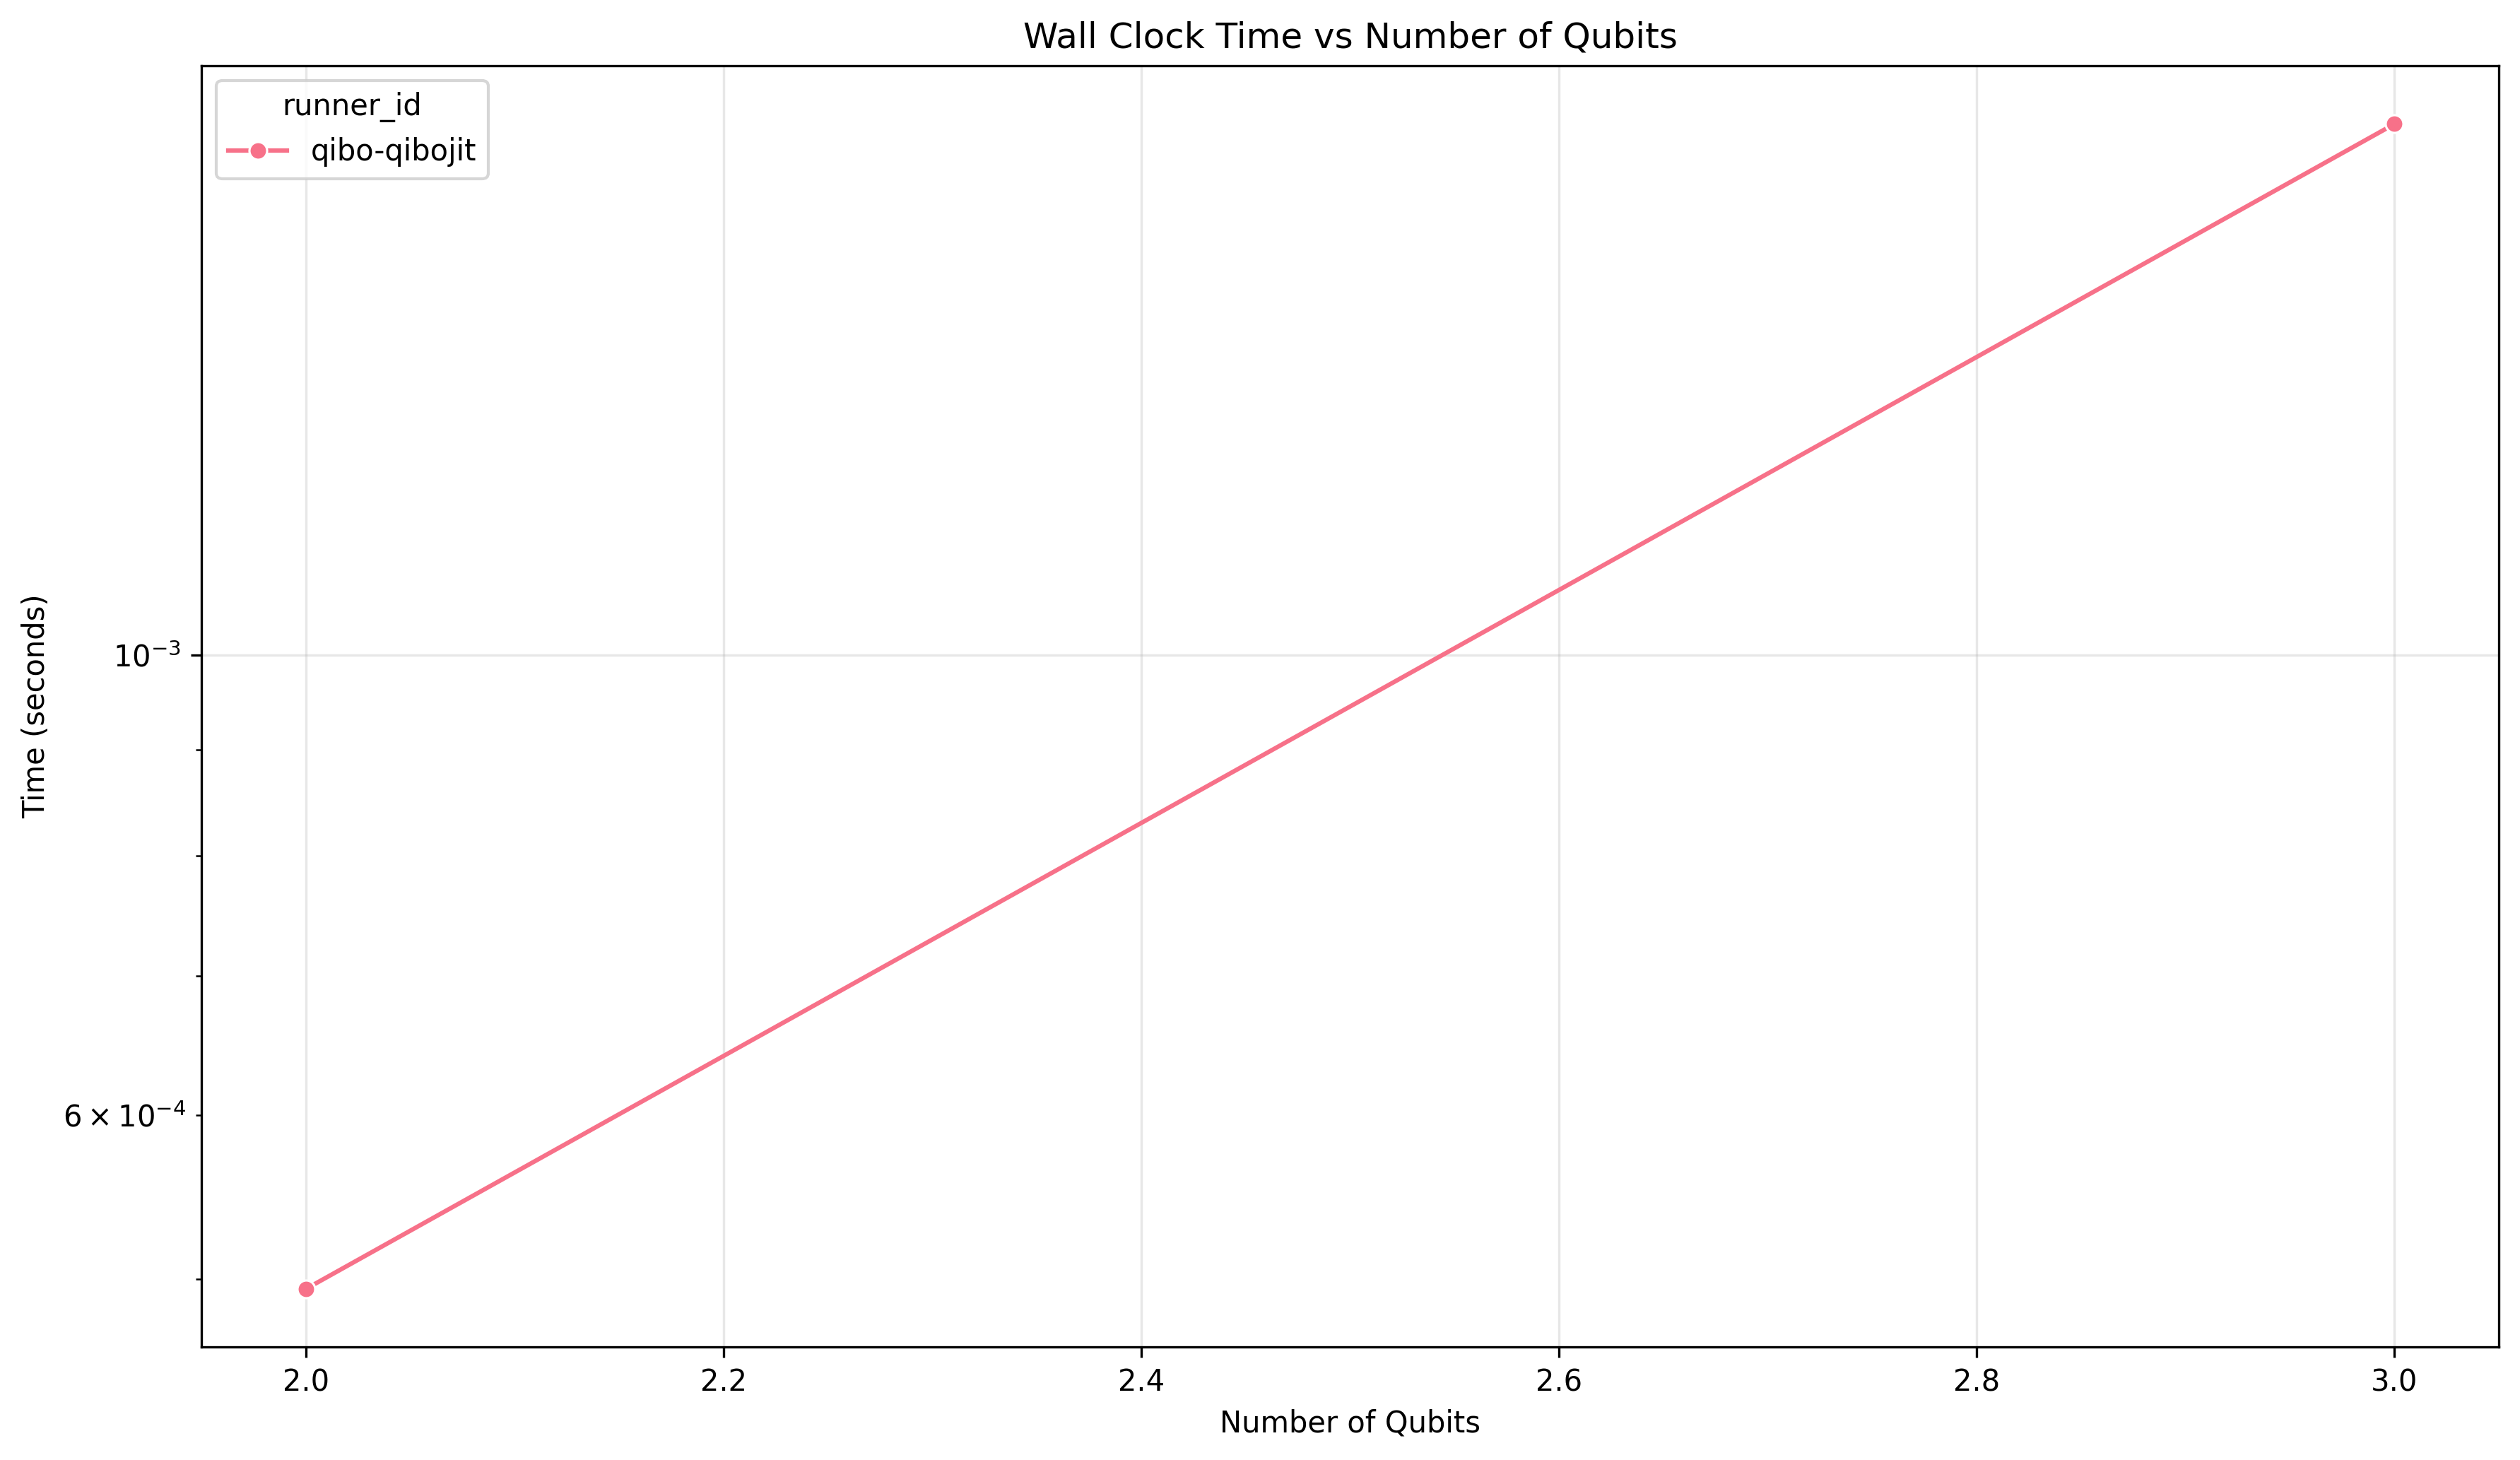 Wall Clock Time vs Number of Qubits
runner_id
qibo-qibojit
Time (seconds)
10⁻³
6 × 10⁻⁴
2.0 2.2 2.4 2.6 2.8 3.0
Number of Qubits